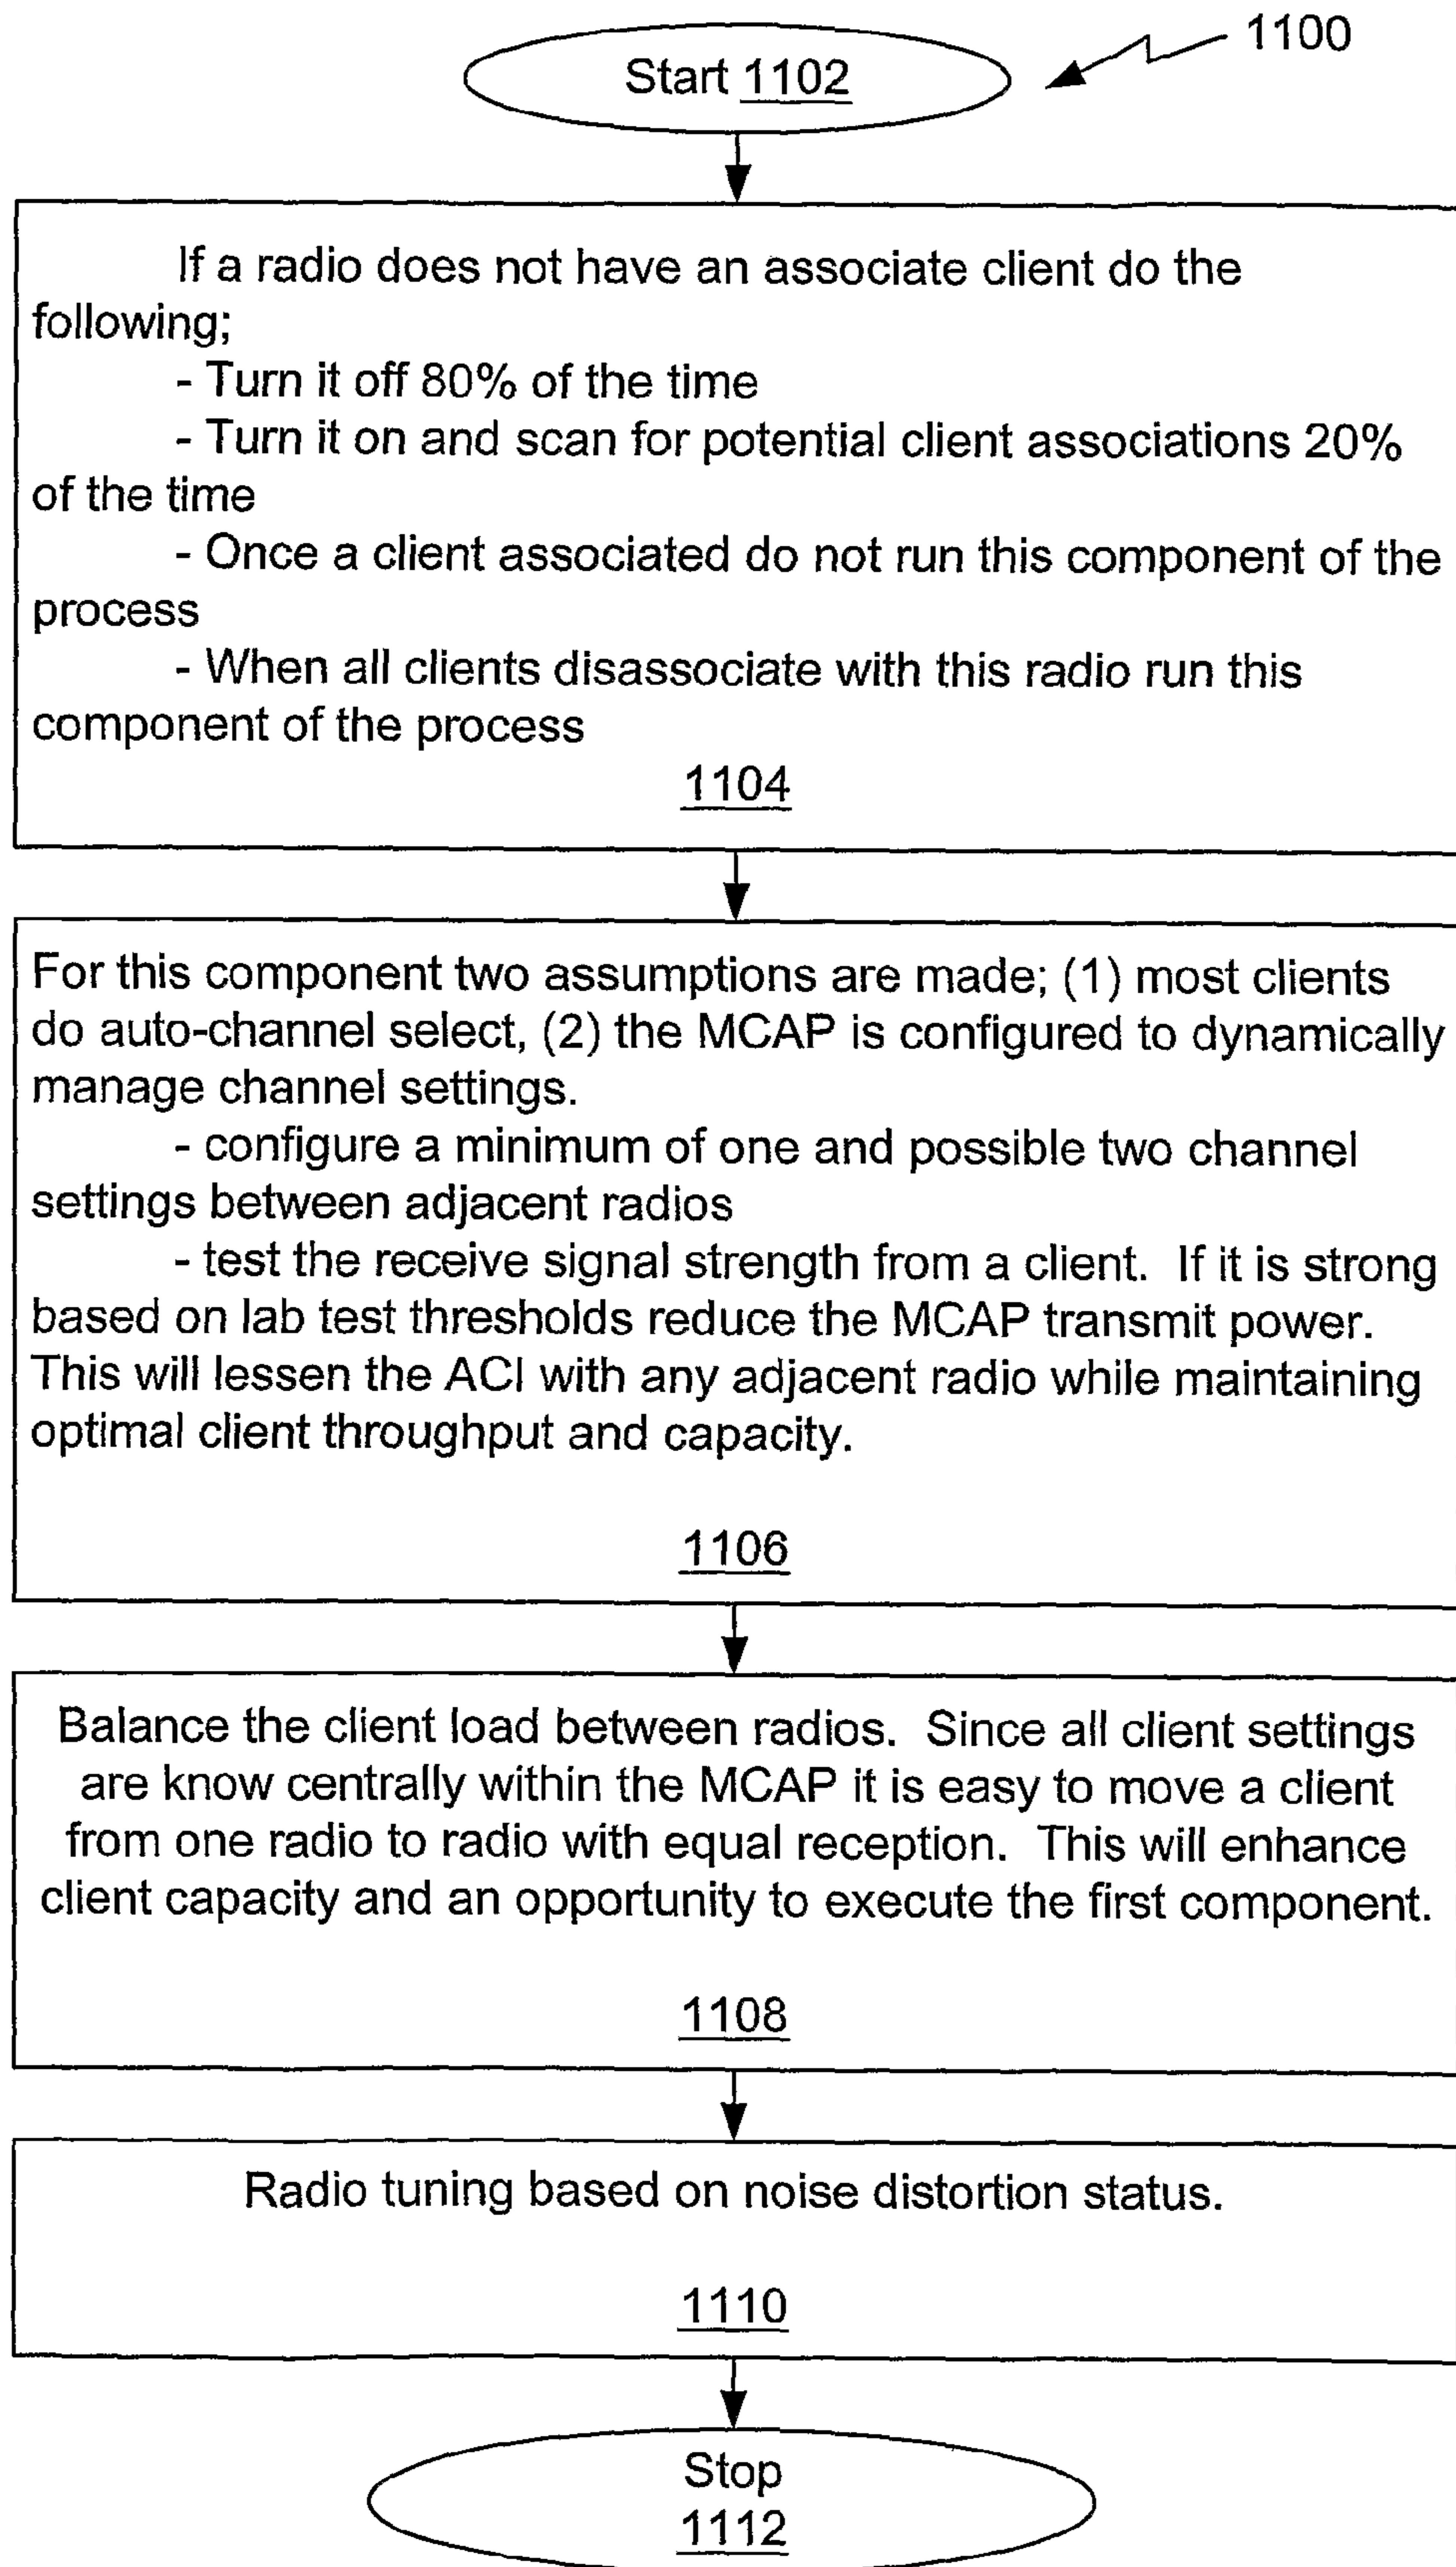 1100
Start 1102
If a radio does not have an associate client do the
following;
- Turn it off 80% of the time
- Turn it on and scan for potential client associations 20%
of the time
- Once a client associated do not run this component of the
process
- When all clients disassociate with this radio run this
component of the process
1104
For this component two assumptions are made; (1) most clients
do auto-channel select, (2) the MCAP is configured to dynamically
manage channel settings.
- configure a minimum of one and possible two channel
settings between adjacent radios
- test the receive signal strength from a client.  If it is strong
based on lab test thresholds reduce the MCAP transmit power.
This will lessen the ACI with any adjacent radio while maintaining
optimal client throughput and capacity.
1106
Balance the client load between radios.  Since all client settings
are know centrally within the MCAP it is easy to move a client
from one radio to radio with equal reception.  This will enhance
client capacity and an opportunity to execute the first component.
1108
Radio tuning based on noise distortion status.
1110
Stop
1112